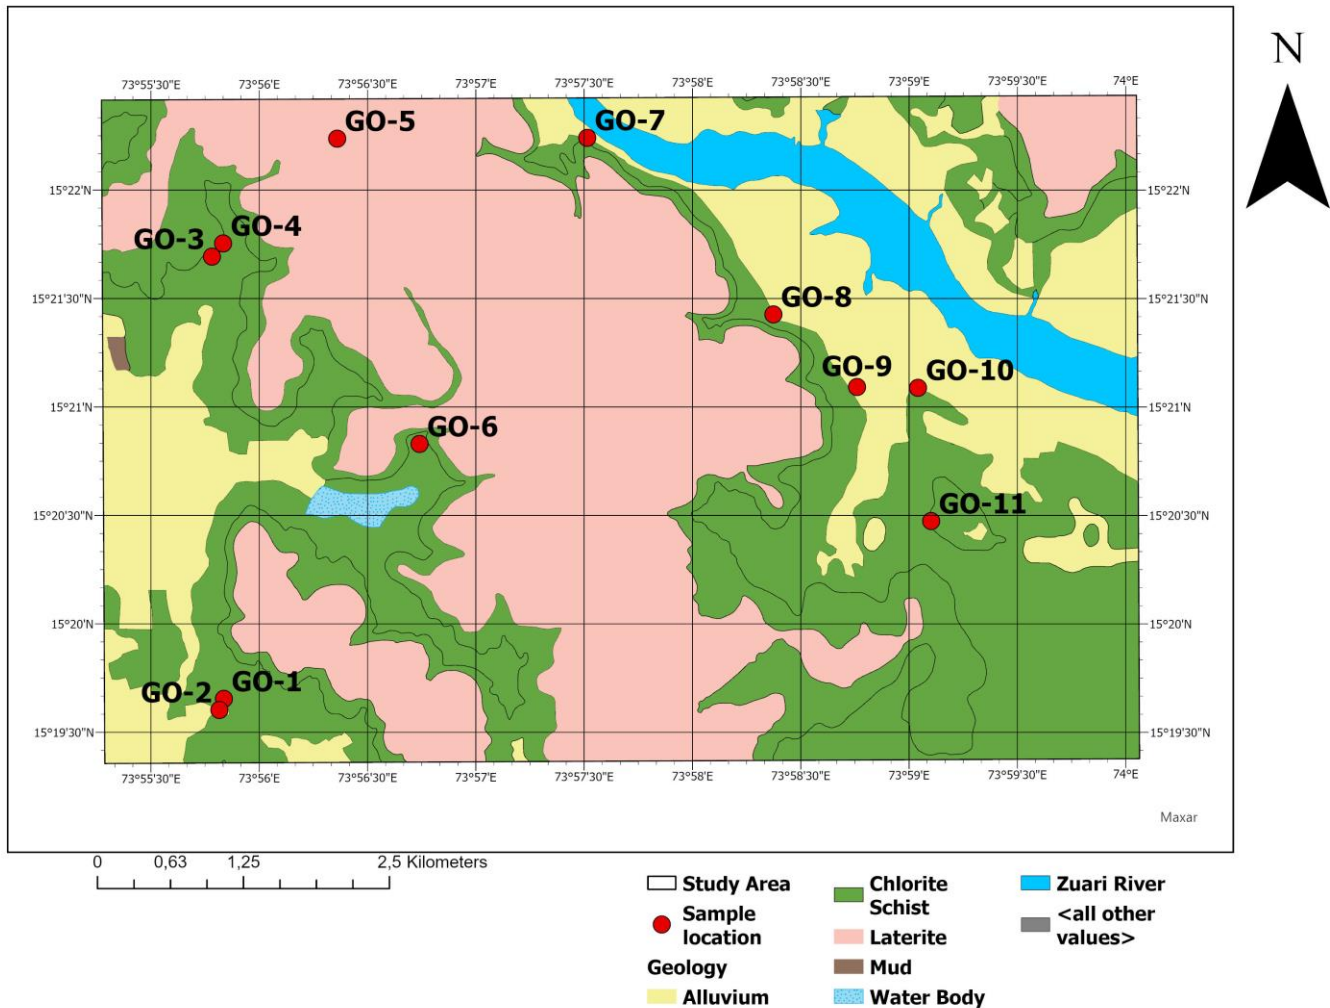 N
73°55'30"E 73°56'E 73°56'30"E 73°57'E 73°57'30"E 73°58'E 73°58'30"E 73°59'E 73°59'30"E 74°E
GO-5
GO-7
15°22'N 15°22'N
GO-4
GO-3
15°21'30"N 15°21'30"N
GO-8
GO-9
GO-10
15°21'N 15°21'N
GO-6
GO-11
15°20'30"N 15°20'30"N
15°20'N 15°20'N
GO-1
GO-2
15°19'30"N 15°19'30"N
73°55'30"E 73°56'E 73°56'30"E 73°57'E 73°57'30"E 73°58'E 73°58'30"E 73°59'E 73°59'30"E 74°E
Maxar
0 0,63 1,25 2,5 Kilometers
Study Area
Sample
location
Geology
Alluvium
Chlorite
Schist
Laterite
Mud
Water Body
Zuari River
<all other
values>